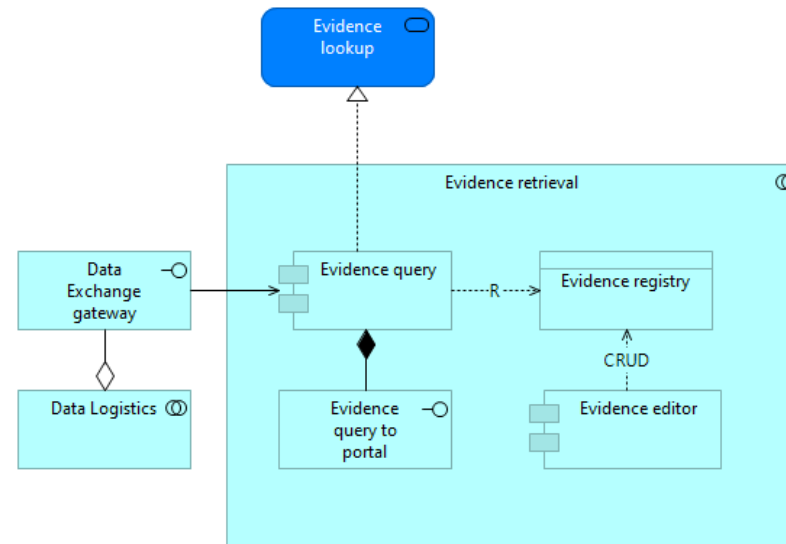 Evidence
lookup
Evidence retrieval
Data
Exchange
gateway
Evidence query
R
Evidence registry
CRUD
Data Logistics
Evidence
query to
portal
Evidence editor